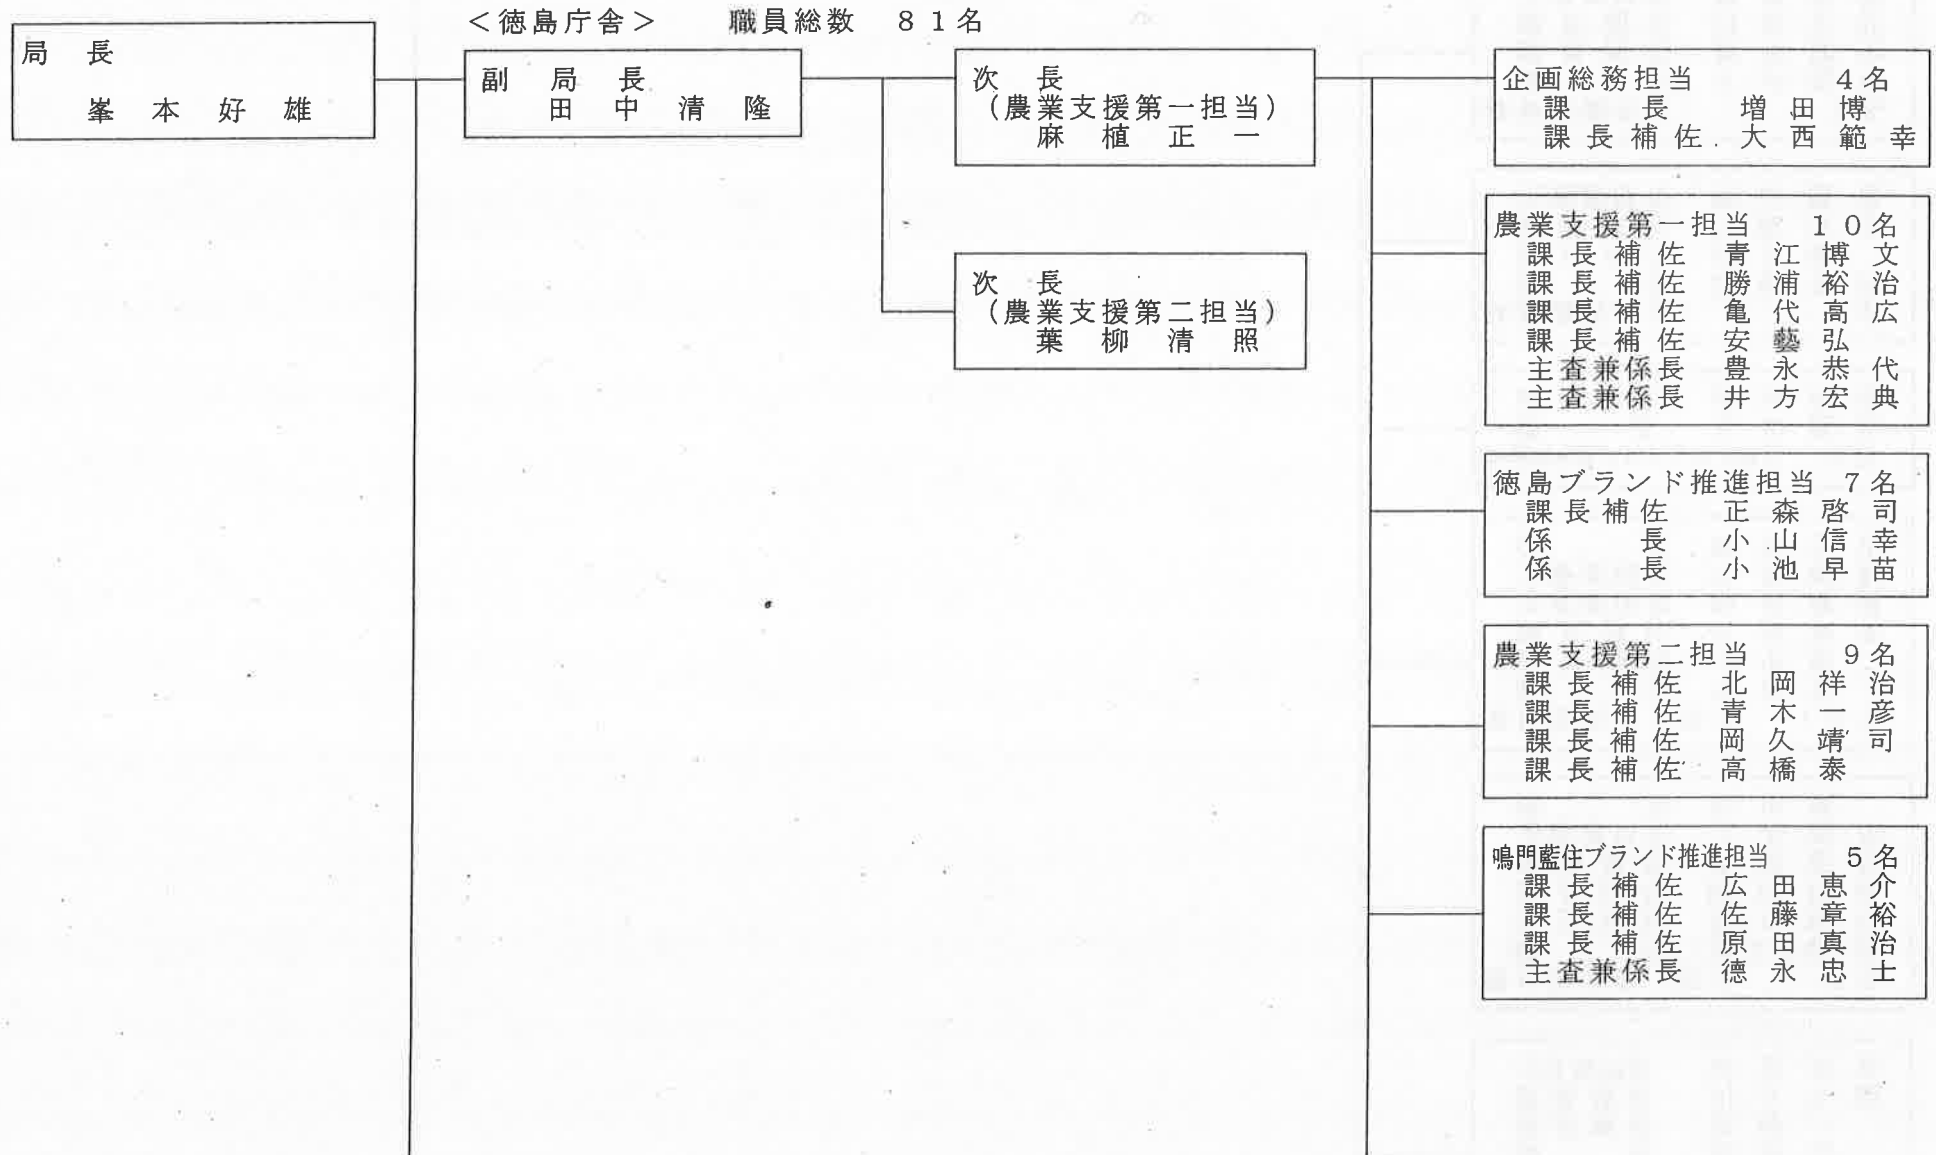 ＜徳島庁舎＞　職員総数　８１名
局長
峯本好雄
副局長
田中清隆
次長
（農業支援第一担当）
麻植正一
次長
（農業支援第二担当）
葉柳清照
企画総務担当　４名
課長　増田博
課長補佐　大西範幸
農業支援第一担当　１０名
課長補佐　青江博文
課長補佐　勝浦裕治
課長補佐　亀代高広
課長補佐　安藝弘
主査兼係長　豊永恭代
主査兼係長　井方宏典
徳島ブランド推進担当　７名
課長補佐　正森啓司
係長　小山信幸
係長　小池早苗
農業支援第二担当　９名
課長補佐　北岡祥治
課長補佐　青木一彦
課長補佐　岡久靖司
課長補佐　高橋泰
鳴門藍住ブランド推進担当　５名
課長補佐　広田恵介
課長補佐　佐藤章裕
課長補佐　原田真治
主査兼係長　德永忠士